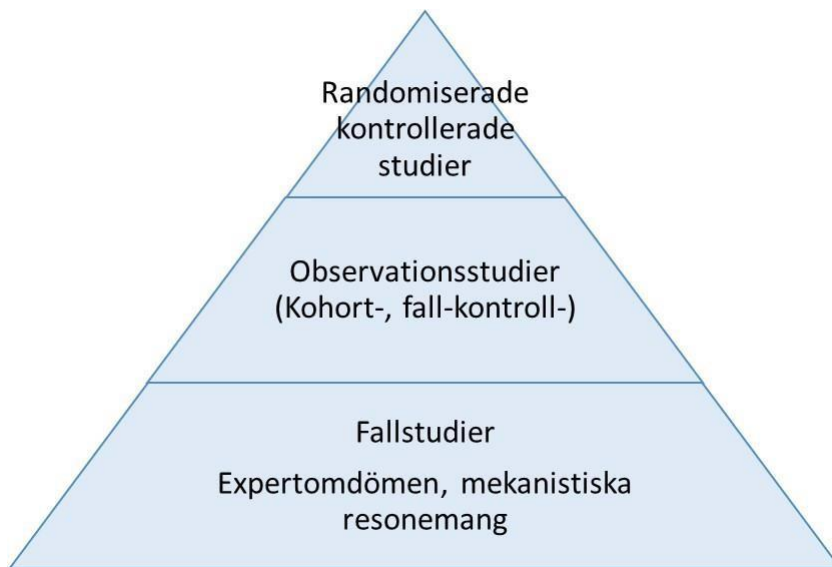 Randomiserade
kontrollerade
studier
Observationsstudier
(Kohort-, fall-kontroll-)
Fallstudier
Expertomdömen, mekanistiska
resonemang